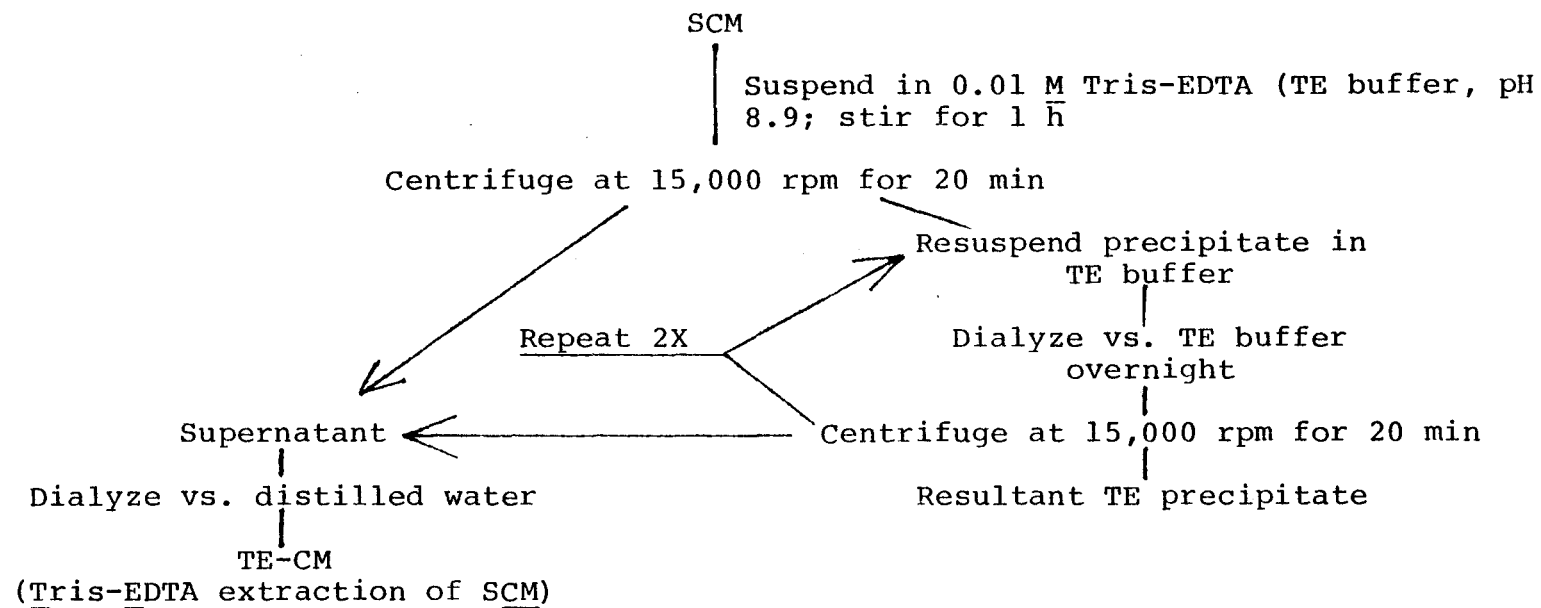 SCM
Suspend in 0.01 M Tris-EDTA (TE buffer, pH
8.9; stir for 1 h
Centrifuge at 15,000 rpm for 20 min
Resuspend precipitate in
TE buffer
Repeat 2X
Dialyze vs. TE buffer
overnight
Supernatant
Centrifuge at 15,000 rpm for 20 min
Dialyze vs. distilled water
Resultant TE precipitate
TE-CM
(Tris-EDTA extraction of SCM)